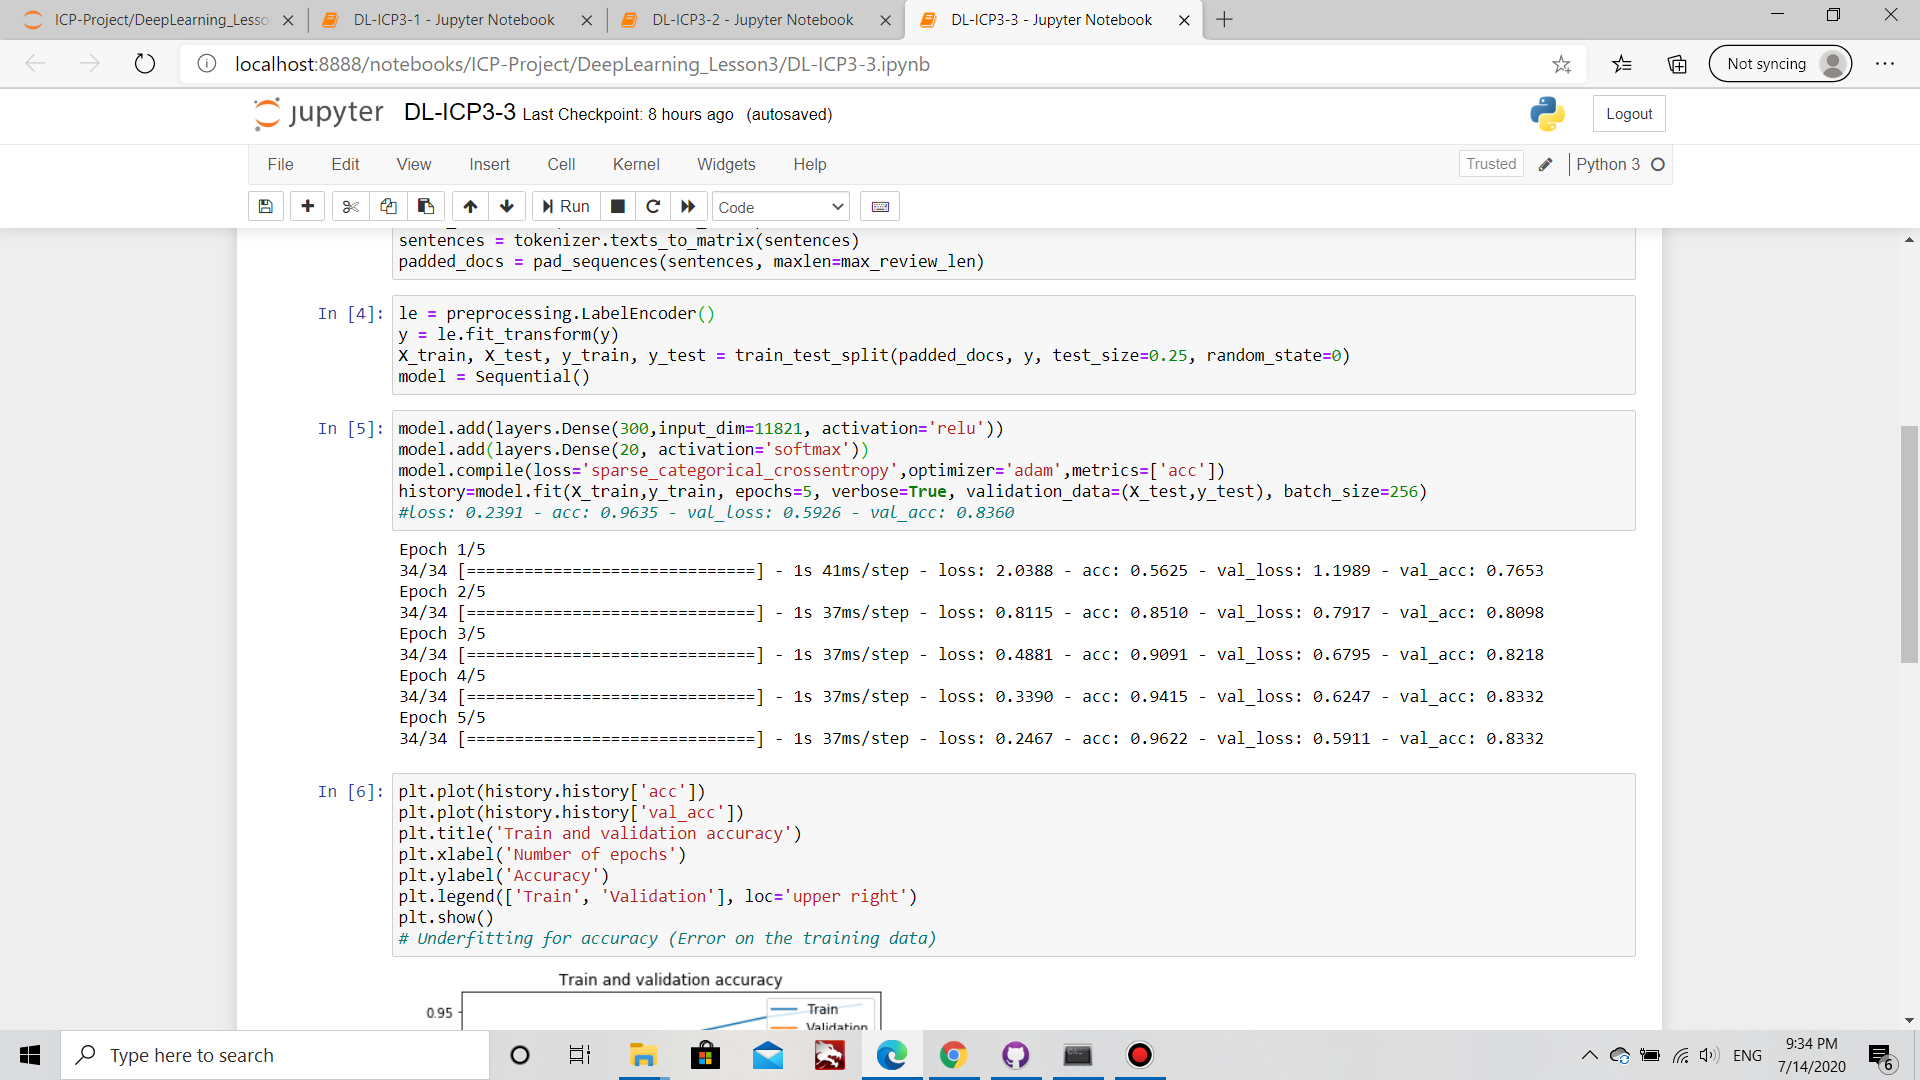 ICP-Project/DeepLearning_Lesso
DL-ICP3-1 - Jupyter Notebook
DL-ICP3-2 - Jupyter Notebook
DL-ICP3-3 - Jupyter Notebook
localhost:8888/notebooks/ICP-Project/DeepLearning_Lesson3/DL-ICP3-3.ipynb
Not syncing
jupyter DL-ICP3-3 Last Checkpoint: 8 hours ago (autosaved)
Logout
File Edit View Insert Cell Kernel Widgets Help
Trusted Python 3
Run Code
sentences = tokenizer.texts_to_matrix(sentences)
padded_docs = pad_sequences(sentences, maxlen=max_review_len)
In [4]: le = preprocessing.LabelEncoder()
y = le.fit_transform(y)
X_train, X_test, y_train, y_test = train_test_split(padded_docs, y, test_size=0.25, random_state=0)
model = Sequential()
In [5]: model.add(layers.Dense(300,input_dim=11821, activation='relu'))
model.add(layers.Dense(20, activation='softmax'))
model.compile(loss='sparse_categorical_crossentropy',optimizer='adam',metrics=['acc'])
history=model.fit(X_train,y_train, epochs=5, verbose=True, validation_data=(X_test,y_test), batch_size=256)
#loss: 0.2391 - acc: 0.9635 - val_loss: 0.5926 - val_acc: 0.8360
Epoch 1/5
34/34 [==============================] - 1s 41ms/step - loss: 2.0388 - acc: 0.5625 - val_loss: 1.1989 - val_acc: 0.7653
Epoch 2/5
34/34 [==============================] - 1s 37ms/step - loss: 0.8115 - acc: 0.8510 - val_loss: 0.7917 - val_acc: 0.8098
Epoch 3/5
34/34 [==============================] - 1s 37ms/step - loss: 0.4881 - acc: 0.9091 - val_loss: 0.6795 - val_acc: 0.8218
Epoch 4/5
34/34 [==============================] - 1s 37ms/step - loss: 0.3390 - acc: 0.9415 - val_loss: 0.6247 - val_acc: 0.8332
Epoch 5/5
34/34 [==============================] - 1s 37ms/step - loss: 0.2467 - acc: 0.9622 - val_loss: 0.5911 - val_acc: 0.8332
In [6]: plt.plot(history.history['acc'])
plt.plot(history.history['val_acc'])
plt.title('Train and validation accuracy')
plt.xlabel('Number of epochs')
plt.ylabel('Accuracy')
plt.legend(['Train', 'Validation'], loc='upper right')
plt.show()
# Underfitting for accuracy (Error on the training data)
Train and validation accuracy
0.95
Train
Validation
Type here to search
ENG
9:34 PM
7/14/2020
6